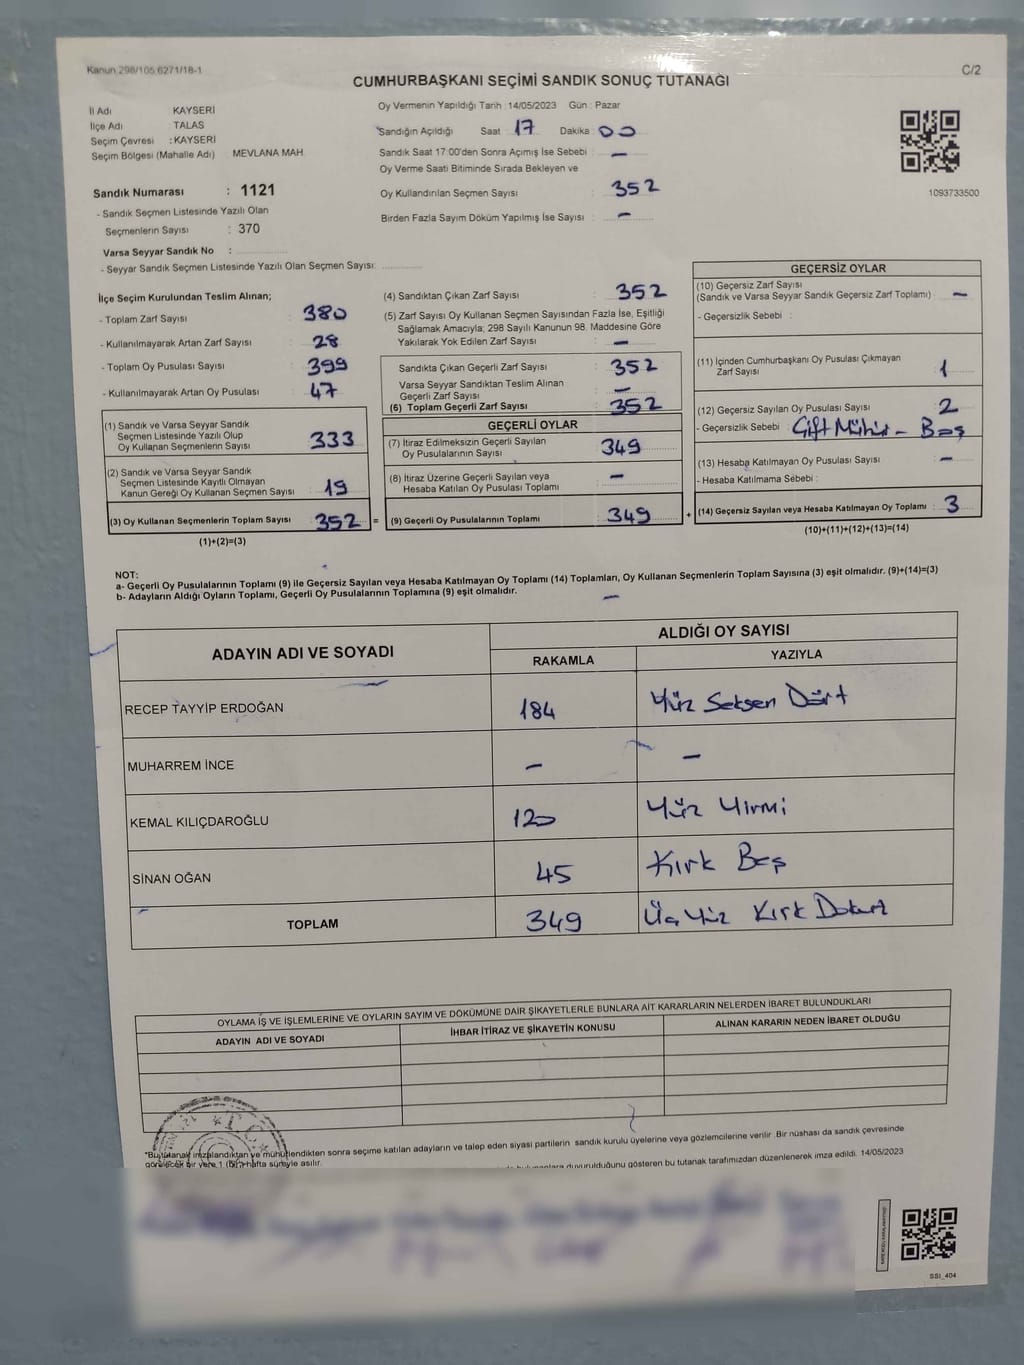 Kanun 298/105,6271/18-1
C/2
CUMHURBAŞKANI SEÇİMİ SANDIK SONUÇ TUTANAĞI
İl Adı KAYSERİ
İlçe Adı TALAS
Seçim Çevresi : KAYSERİ
Seçim Bölgesi (Mahalle Adı) MEVLANA MAH.
Sandık Numarası : 1121
- Sandık Seçmen Listesinde Yazılı Olan
Seçmenlerin Sayısı : 370
Varsa Seyyar Sandık No :
- Seyyar Sandık Seçmen Listesinde Yazılı Olan Seçmen Sayısı:
Oy Vermenin Yapıldığı Tarih : 14/05/2023 Gün : Pazar
Sandığın Açıldığı Saat 17 Dakika 00
Sandık Saat 17:00'den Sonra Açımış İse Sebebi : -
Oy Verme Saati Bitiminde Sırada Bekleyen ve
Oy Kullandırılan Seçmen Sayısı : 352
Birden Fazla Sayım Döküm Yapılmış İse Sayısı : -
1093733500
İlçe Seçim Kurulundan Teslim Alınan;
- Toplam Zarf Sayısı : 380
- Kullanılmayarak Artan Zarf Sayısı : 28
- Toplam Oy Pusulası Sayısı : 399
- Kullanılmayarak Artan Oy Pusulası : 47
(1) Sandık ve Varsa Seyyar Sandık
Seçmen Listesinde Yazılı Olup
Oy Kullanan Seçmenlerin Sayısı : 333
(2) Sandık ve Varsa Seyyar Sandık
Seçmen Listesinde Kayıtlı Olmayan
Kanun Gereği Oy Kullanan Seçmen Sayısı : 19
(3) Oy Kullanan Seçmenlerin Toplam Sayısı : 352 =
(1)+(2)=(3)
(4) Sandıktan Çıkan Zarf Sayısı : 352
(5) Zarf Sayısı Oy Kullanan Seçmen Sayısından Fazla İse, Eşitliği
Sağlamak Amacıyla; 298 Sayılı Kanunun 98. Maddesine Göre
Yakılarak Yok Edilen Zarf Sayısı : -
Sandıkta Çıkan Geçerli Zarf Sayısı : 352
Varsa Seyyar Sandıktan Teslim Alınan
Geçerli Zarf Sayısı : -
(6) Toplam Geçerli Zarf Sayısı : 352
GEÇERLİ OYLAR
(7) İtiraz Edilmeksizin Geçerli Sayılan
Oy Pusulalarının Sayısı : 349
(8) İtiraz Üzerine Geçerli Sayılan veya
Hesaba Katılan Oy Pusulası Toplamı : -
(9) Geçerli Oy Pusulalarının Toplamı : 349 +
GEÇERSİZ OYLAR
(10) Geçersiz Zarf Sayısı
(Sandık ve Varsa Seyyar Sandık Geçersiz Zarf Toplamı) : -
- Geçersizlik Sebebi :
(11) İçinden Cumhurbaşkanı Oy Pusulası Çıkmayan
Zarf Sayısı : 1
(12) Geçersiz Sayılan Oy Pusulası Sayısı : 2
- Geçersizlik Sebebi : Çift Mühür - Boş
(13) Hesaba Katılmayan Oy Pusulası Sayısı : -
- Hesaba Katılmama Sebebi :
(14) Geçersiz Sayılan veya Hesaba Katılmayan Oy Toplamı : 3
(10)+(11)+(12)+(13)=(14)
NOT:
a- Geçerli Oy Pusulalarının Toplamı (9) ile Geçersiz Sayılan veya Hesaba Katılmayan Oy Toplamı (14) Toplamları, Oy Kullanan Seçmenlerin Toplam Sayısına (3) eşit olmalıdır. (9)+(14)=(3)
b- Adayların Aldığı Oyların Toplamı, Geçerli Oy Pusulalarının Toplamına (9) eşit olmalıdır.
ADAYIN ADI VE SOYADI
ALDIĞI OY SAYISI
RAKAMLA YAZIYLA
RECEP TAYYİP ERDOĞAN 184 Yüz Seksen Dört
MUHARREM İNCE - -
KEMAL KILIÇDAROĞLU 120 Yüz Yirmi
SİNAN OĞAN 45 Kırk Beş
TOPLAM 349 Üç Yüz Kırk Dokuz
OYLAMA İŞ VE İŞLEMLERİNE VE OYLARIN SAYIM VE DÖKÜMÜNE DAİR ŞİKAYETLERLE BUNLARA AİT KARARLARIN NELERDEN İBARET BULUNDUKLARI
ADAYIN ADI VE SOYADI İHBAR İTİRAZ VE ŞİKAYETİN KONUSU ALINAN KARARIN NEDEN İBARET OLDUĞU
T.C.
*Bu tutanak imzalandıktan ve mühürlendikten sonra seçime katılan adayların ve talep eden siyasi partilerin sandık kurulu üyelerine veya gözlemcilerine verilir. Bir nüshası da sandık çevresinde
görülecek bir yere 1 (bir) hafta süreyle asılır.
duyurulduğunu gösteren bu tutanak tarafımızdan düzenlenerek imza edildi. 14/05/2023
SSI_404